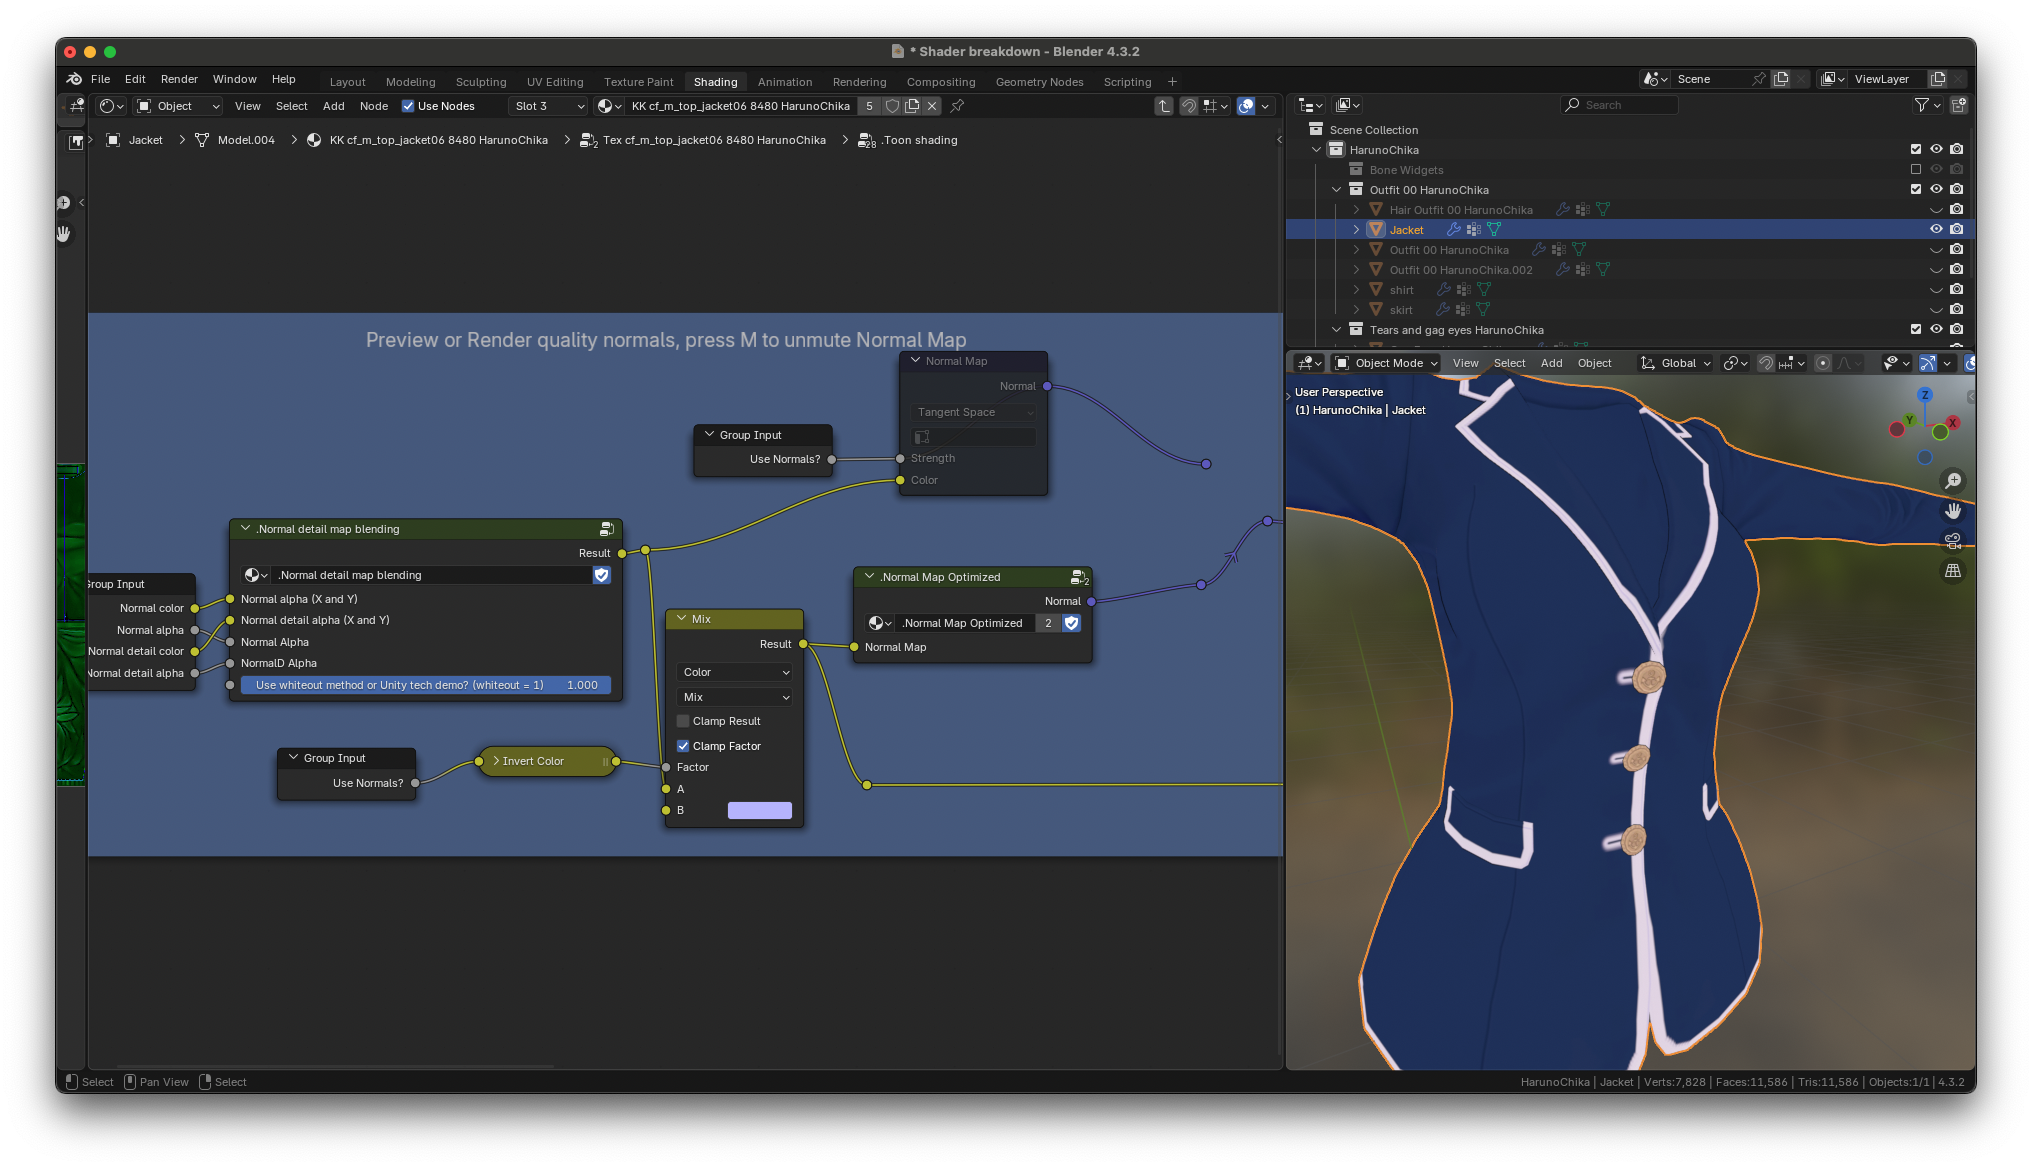 * Shader breakdown - Blender 4.3.2
File Edit Render Window Help
Layout Modeling Sculpting UV Editing Texture Paint Shading Animation Rendering Compositing Geometry Nodes Scripting +
Scene
ViewLayer
Object View Select Add Node Use Nodes Slot 3 KK cf_m_top_jacket06 8480 HarunoChika 5
Search
Jacket > Model.004 > KK cf_m_top_jacket06 8480 HarunoChika > 2 Tex cf_m_top_jacket06 8480 HarunoChika > 28 .Toon shading
Scene Collection
HarunoChika
Bone Widgets
Outfit 00 HarunoChika
Hair Outfit 00 HarunoChika
Jacket
Outfit 00 HarunoChika
Outfit 00 HarunoChika.002
shirt
skirt
Tears and gag eyes HarunoChika
Preview or Render quality normals, press M to unmute Normal Map
Normal Map
Normal
Tangent Space
Strength
Color
Group Input
Use Normals?
.Normal detail map blending
Result
.Normal detail map blending
Normal alpha (X and Y)
Normal detail alpha (X and Y)
Normal Alpha
NormalD Alpha
Use whiteout method or Unity tech demo? (whiteout = 1) 1.000
Group Input
Normal color
Normal alpha
Normal detail color
Normal detail alpha
Group Input
Use Normals?
Invert Color
Mix
Result
Color
Mix
Clamp Result
Clamp Factor
Factor
A
B
.Normal Map Optimized
2
Normal
.Normal Map Optimized 2
Normal Map
Object Mode View Select Add Object Global
User Perspective
(1) HarunoChika | Jacket
Z
Y
X
Select Pan View Select
HarunoChika | Jacket | Verts:7,828 | Faces:11,586 | Tris:11,586 | Objects:1/1 | 4.3.2